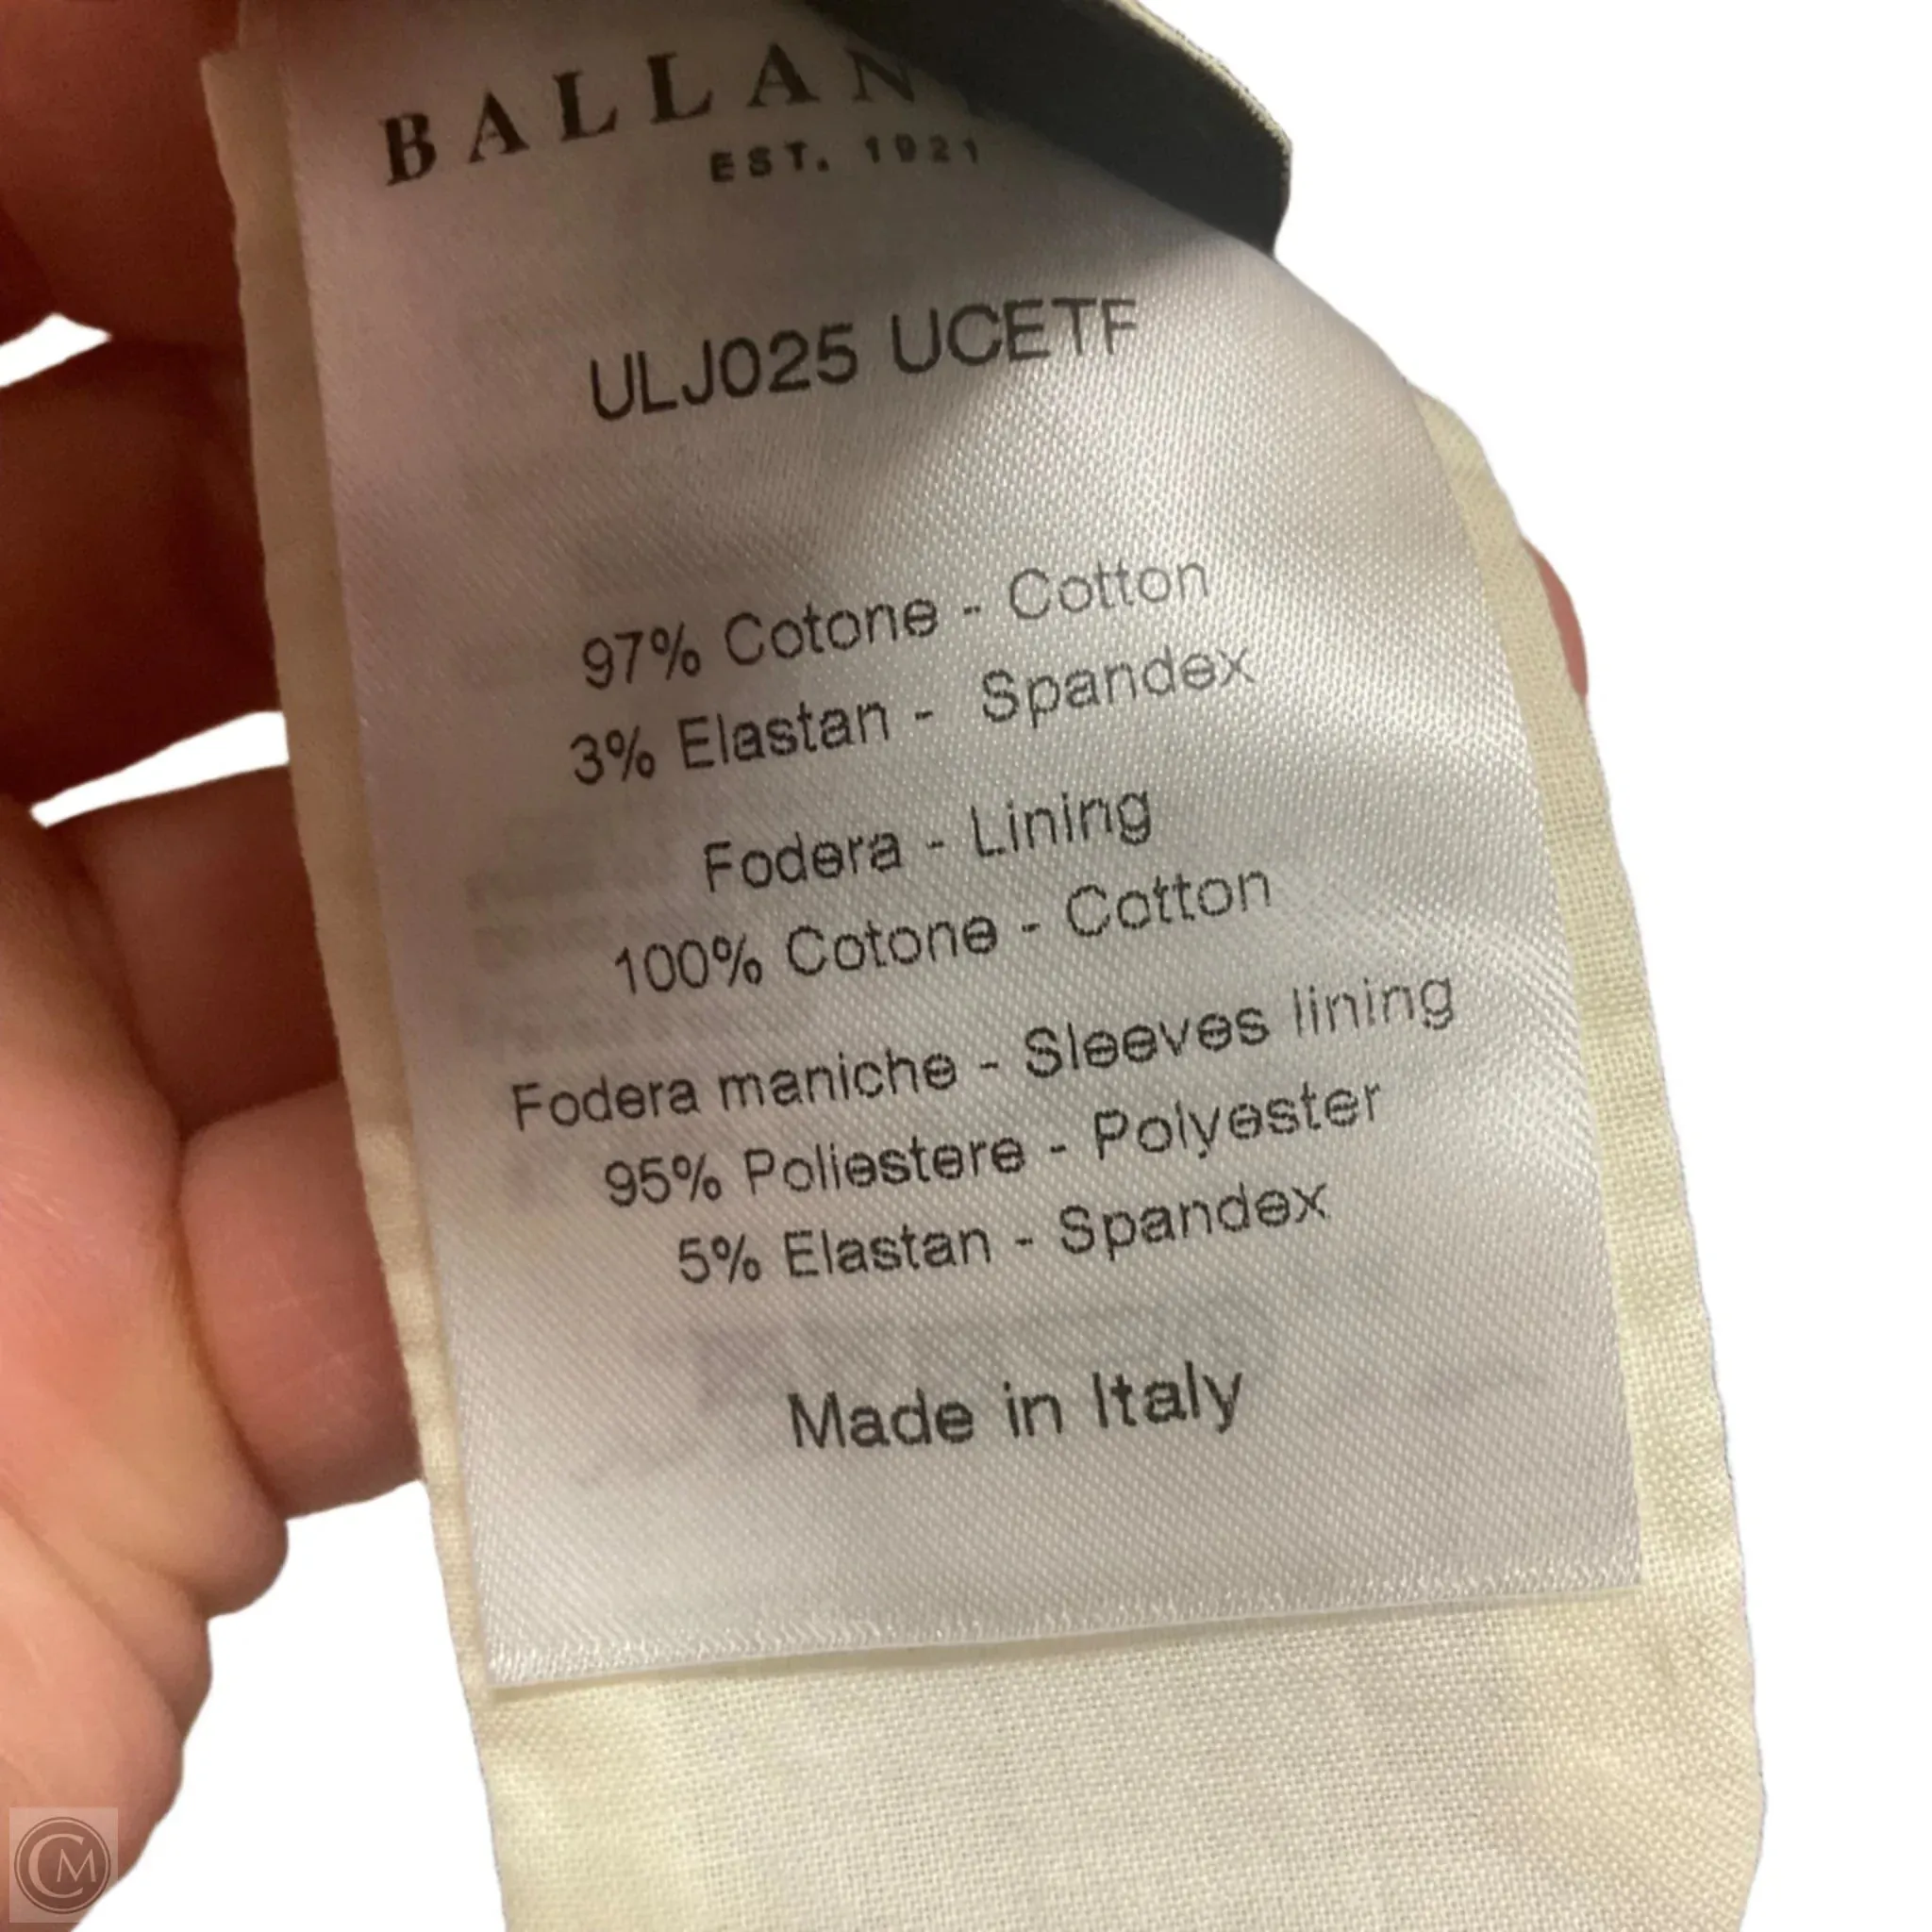 BALLAN
EST. 1921
ULJ025 UCETF
97% Cotone - Cotton
3% Elastan - Spandex
Fodera - Lining
100% Cotone - Cotton
Fodera maniche - Sleeves lining
95% Poliestere - Polyester
5% Elastan - Spandex
Made in Italy
CM